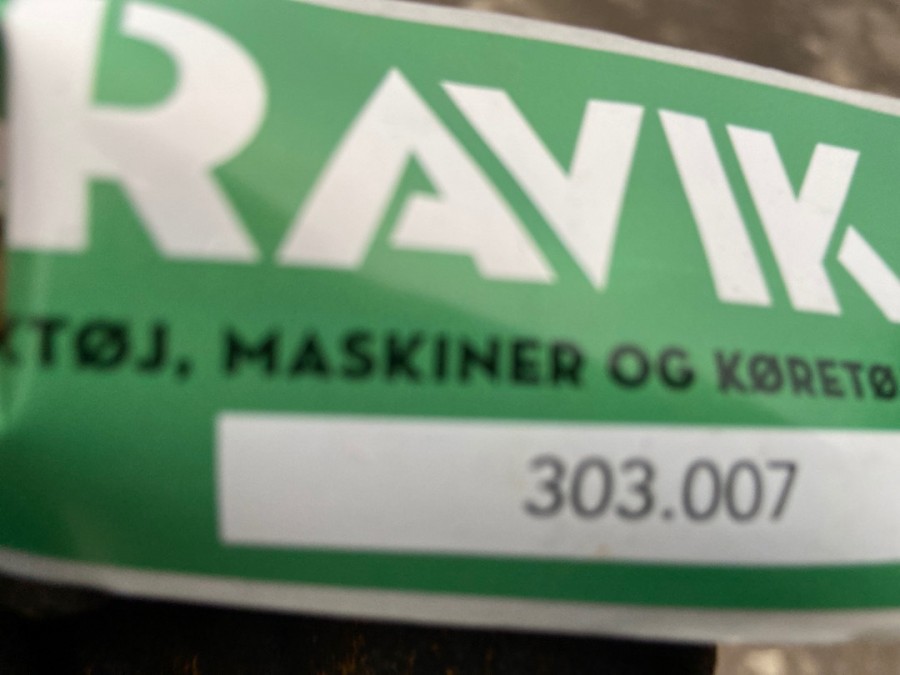 RAVIK
KTØJ, MASKINER OG KØRETØ
303.007